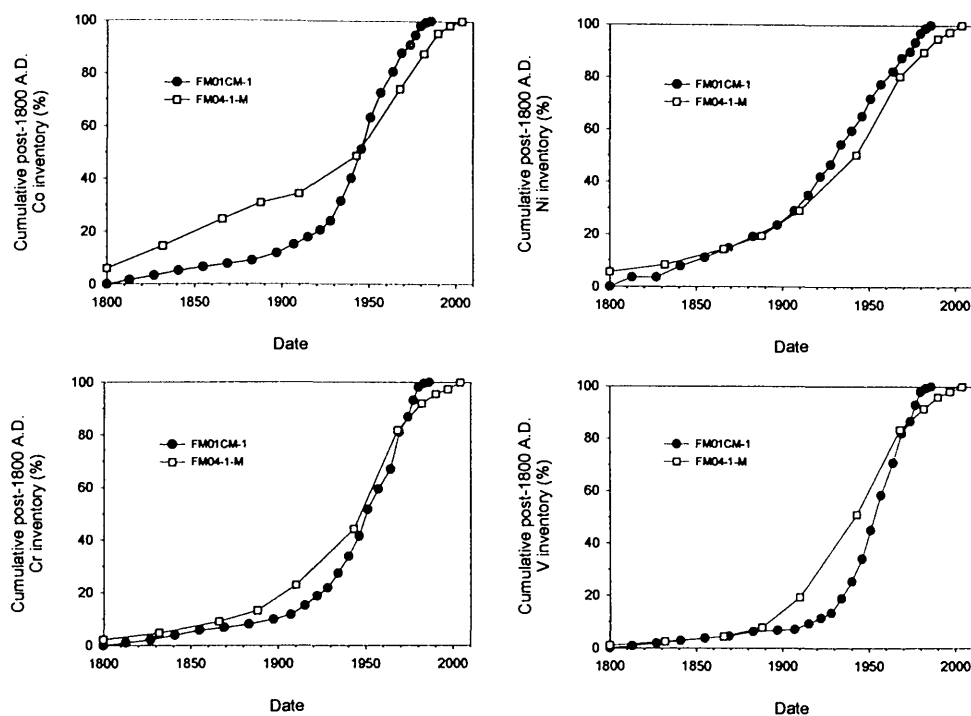 Cumulative post-1800 A.D.
Co inventory (%)
100
80
60
40
20
0
FM01CM-1
FM04-1-M
1800
1850
1900
1950
2000
Date
Cumulative post-1800 A.D.
Ni inventory (%)
100
80
60
40
20
0
FM01CM-1
FM04-1-M
1800
1850
1900
1950
2000
Date
Cumulative post-1800 A.D.
Cr inventory (%)
100
80
60
40
20
0
FM01CM-1
FM04-1-M
1800
1850
1900
1950
2000
Date
Cumulative post-1800 A.D.
V inventory (%)
100
80
60
40
20
0
FM01CM-1
FM04-1-M
1800
1850
1900
1950
2000
Date